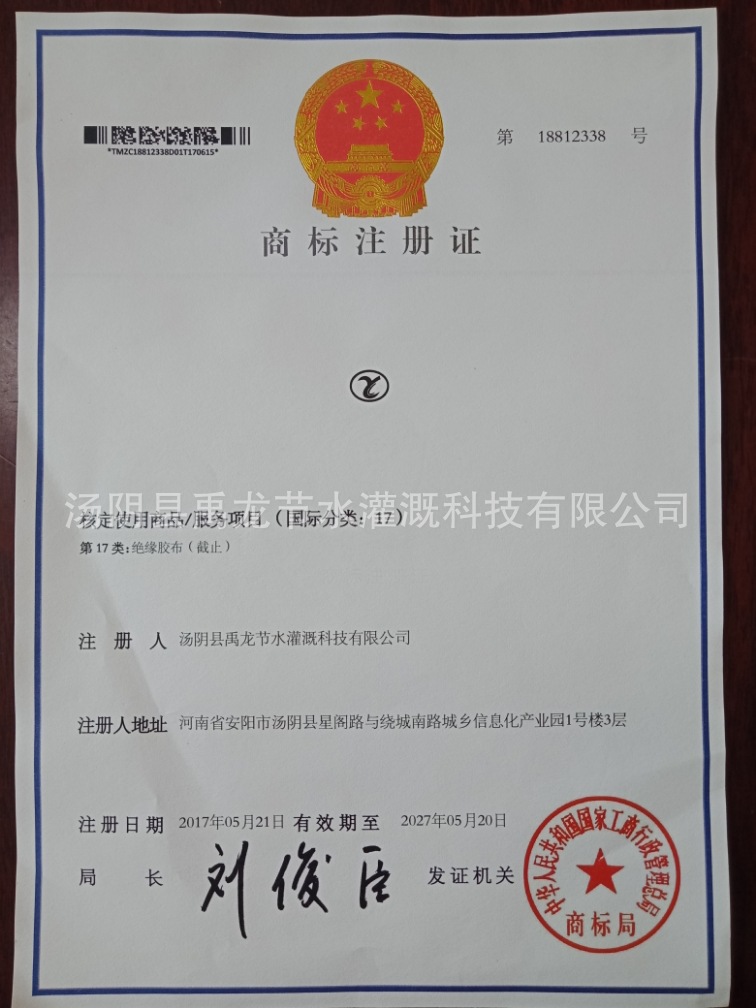 第 18812338 号
*TMZC18812338D01T170615*
商标注册证
汤阴县禹龙节水灌溉科技有限公司
核定使用商品/服务项目（国际分类：17）
第 17 类：绝缘胶布（截止）
注册人 汤阴县禹龙节水灌溉科技有限公司
注册人地址 河南省安阳市汤阴县星阁路与绕城南路城乡信息化产业园1号楼3层
注册日期 2017年05月21日 有效期至 2027年05月20日
局长 刘俊臣 发证机关
中华人民共和国国家工商行政管理总局
商标局